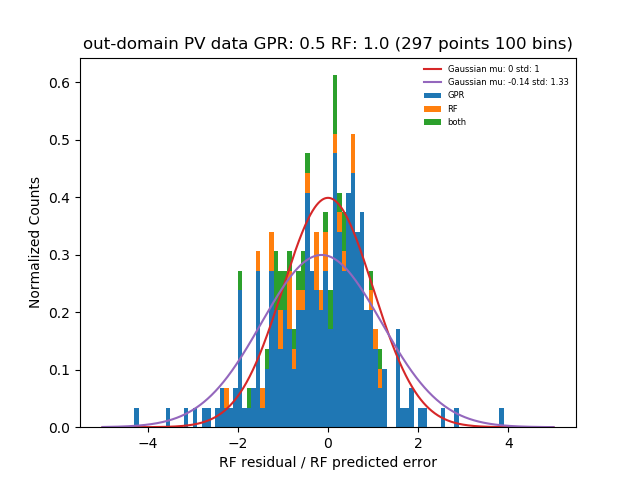 out-domain PV data GPR: 0.5 RF: 1.0 (297 points 100 bins)
Gaussian mu: 0 std: 1
Gaussian mu: -0.14 std: 1.33
GPR
RF
both
0.6
0.5
0.4
0.3
0.2
0.1
0.0
Normalized Counts
−4 −2 0 2 4
RF residual / RF predicted error